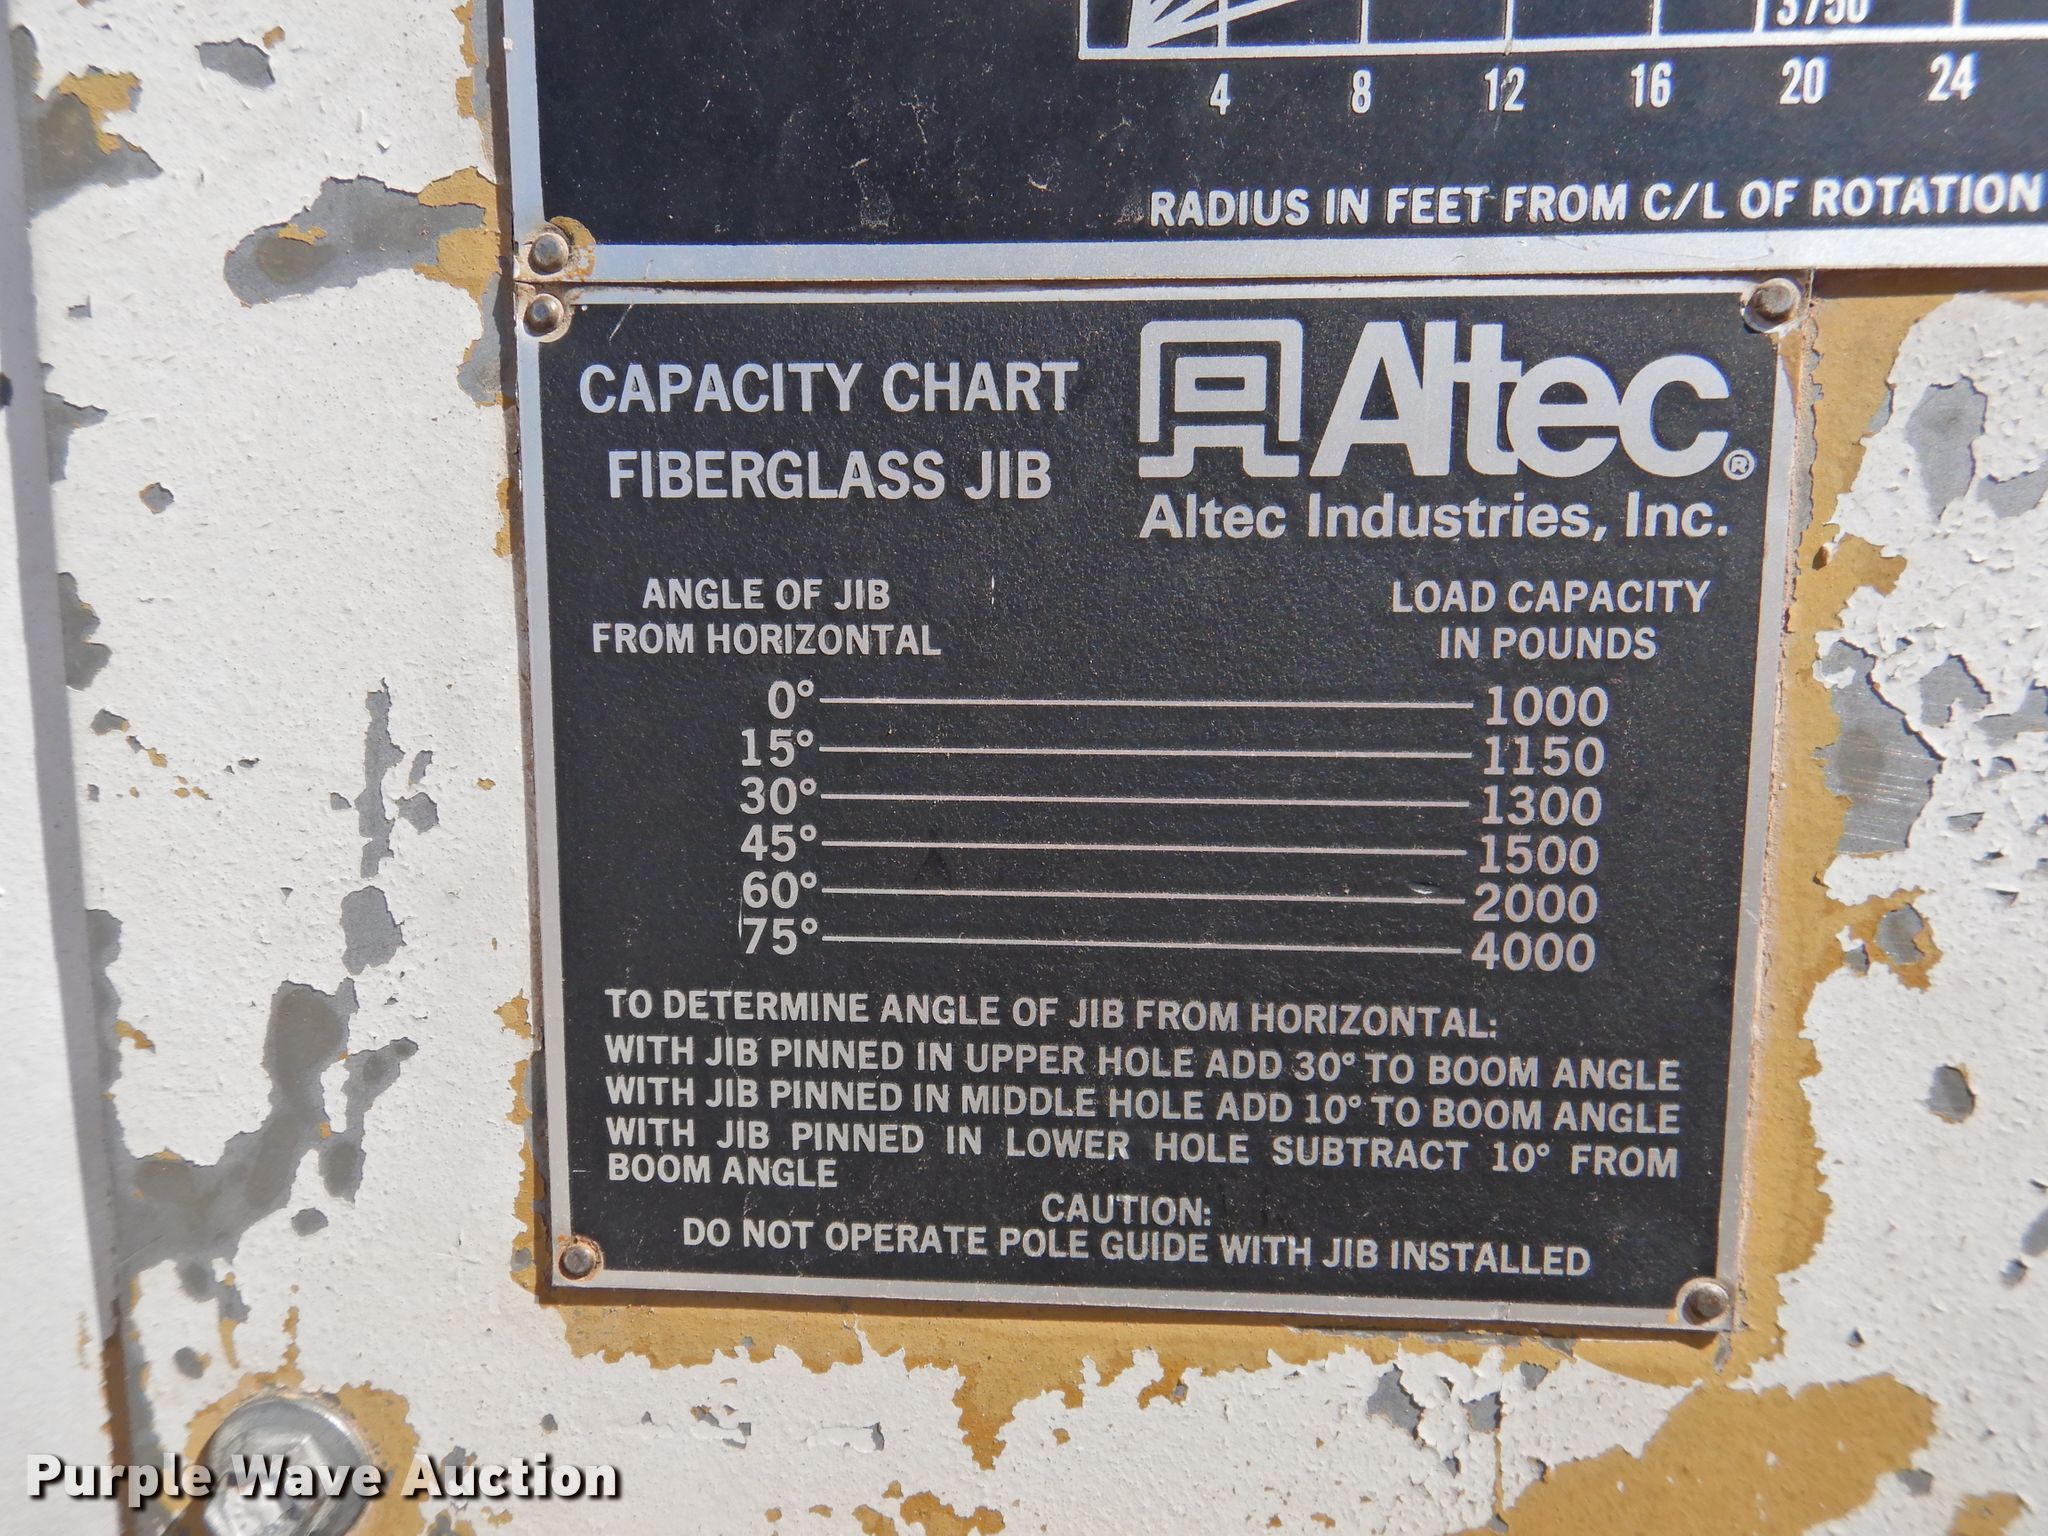 3750
4 8 12 16 20 24
RADIUS IN FEET FROM C/L OF ROTATION
CAPACITY CHART
FIBERGLASS JIB
Altec®
Altec Industries, Inc.
ANGLE OF JIB
FROM HORIZONTAL
LOAD CAPACITY
IN POUNDS
0° 1000
15° 1150
30° 1300
45° 1500
60° 2000
75° 4000
TO DETERMINE ANGLE OF JIB FROM HORIZONTAL:
WITH JIB PINNED IN UPPER HOLE ADD 30° TO BOOM ANGLE
WITH JIB PINNED IN MIDDLE HOLE ADD 10° TO BOOM ANGLE
WITH JIB PINNED IN LOWER HOLE SUBTRACT 10° FROM
BOOM ANGLE
CAUTION:
DO NOT OPERATE POLE GUIDE WITH JIB INSTALLED
Purple Wave Auction